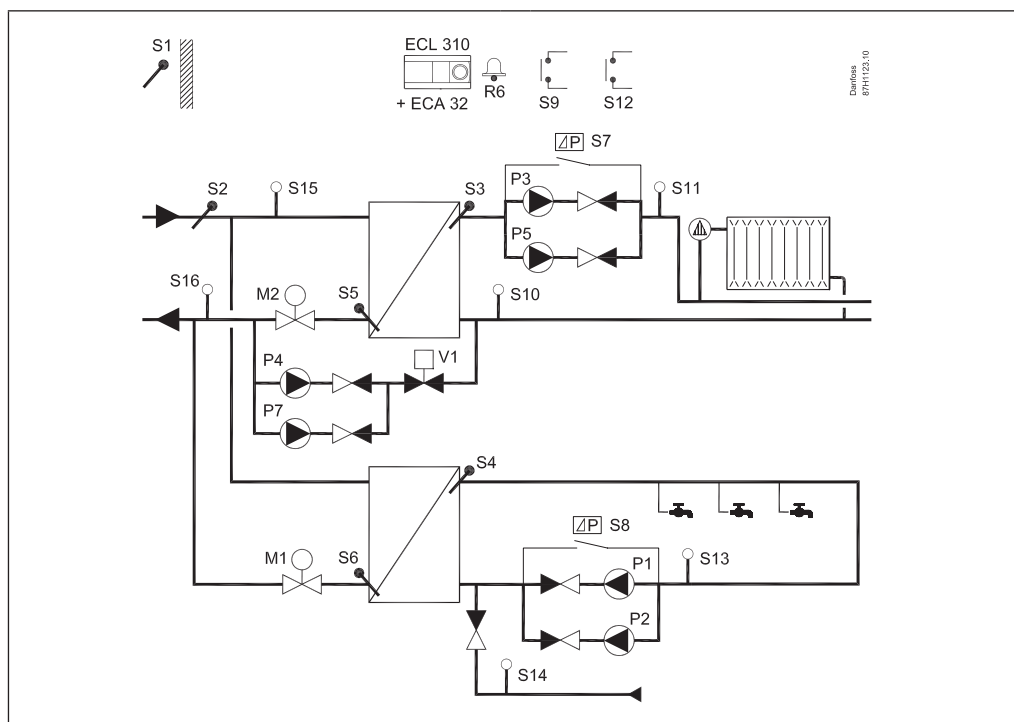 S1
ECL 310
+ ECA 32
R6
S9
S12
Danfoss
87H1123.10
⊿P S7
S2
S15
S3
P3
S11
P5
S16
M2
S5
S10
P4
V1
P7
S4
⊿P S8
M1
S6
P1
S13
P2
S14